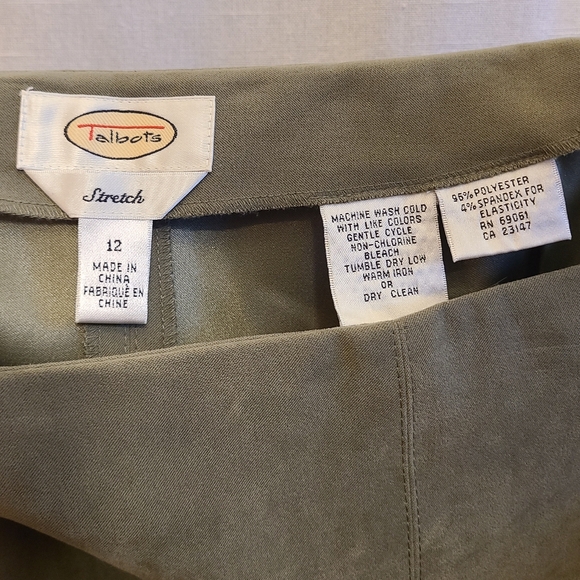 Talbots
Stretch
12
MADE IN
CHINA
FABRIQUÉ EN
CHINE
MACHINE WASH COLD
WITH LIKE COLORS
GENTLE CYCLE
NON-CHLORINE
BLEACH
TUMBLE DRY LOW
WARM IRON
OR
DRY CLEAN
96% POLYESTER
4% SPANDEX FOR
ELASTICITY
RN 69061
CA 23147